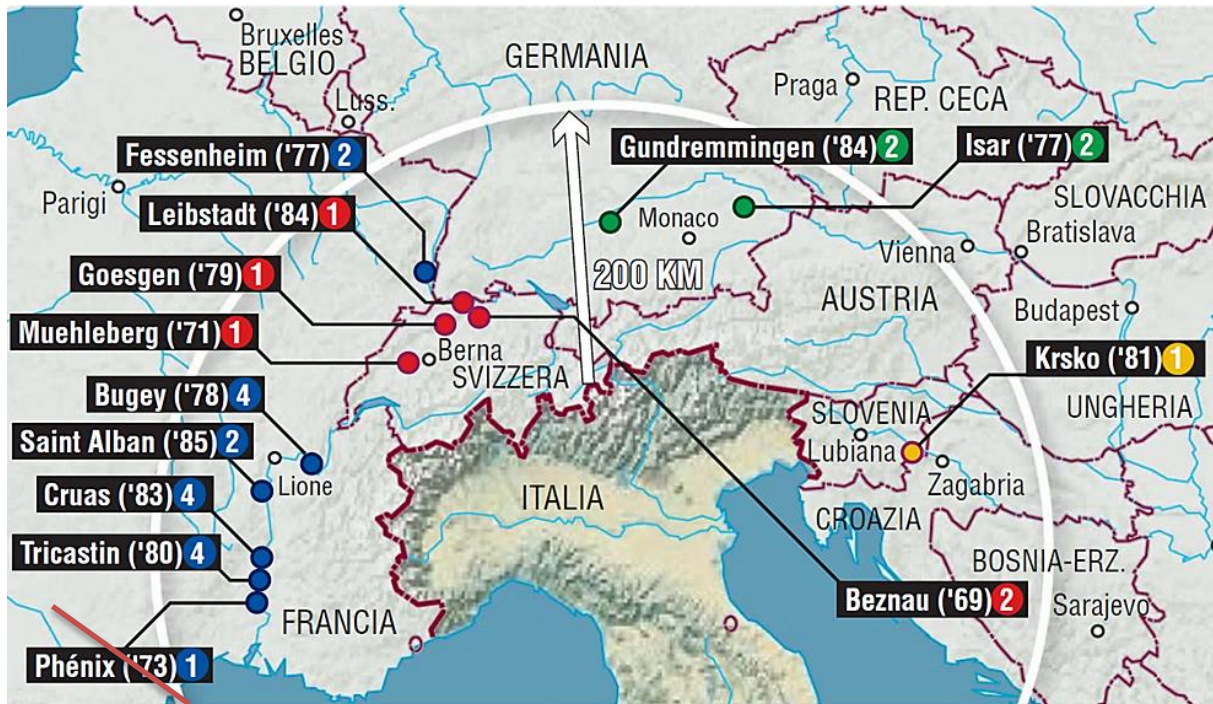 Bruxelles
BELGIO
GERMANIA
Praga
REP. CECA
Luss.
Fessenheim ('77) 2
Gundremmingen ('84) 2
Isar ('77) 2
Parigi
Leibstadt ('84) 1
Monaco
SLOVACCHIA
Bratislava
Vienna
Goesgen ('79) 1
200 KM
AUSTRIA
Budapest
Muehleberg ('71) 1
Berna
SVIZZERA
Krsko ('81) 1
Bugey ('78) 4
SLOVENIA
UNGHERIA
Saint Alban ('85) 2
Lubiana
Lione
Zagabria
Cruas ('83) 4
ITALIA
CROAZIA
Tricastin ('80) 4
BOSNIA-ERZ.
Beznau ('69) 2
Sarajevo
FRANCIA
Phénix ('73) 1